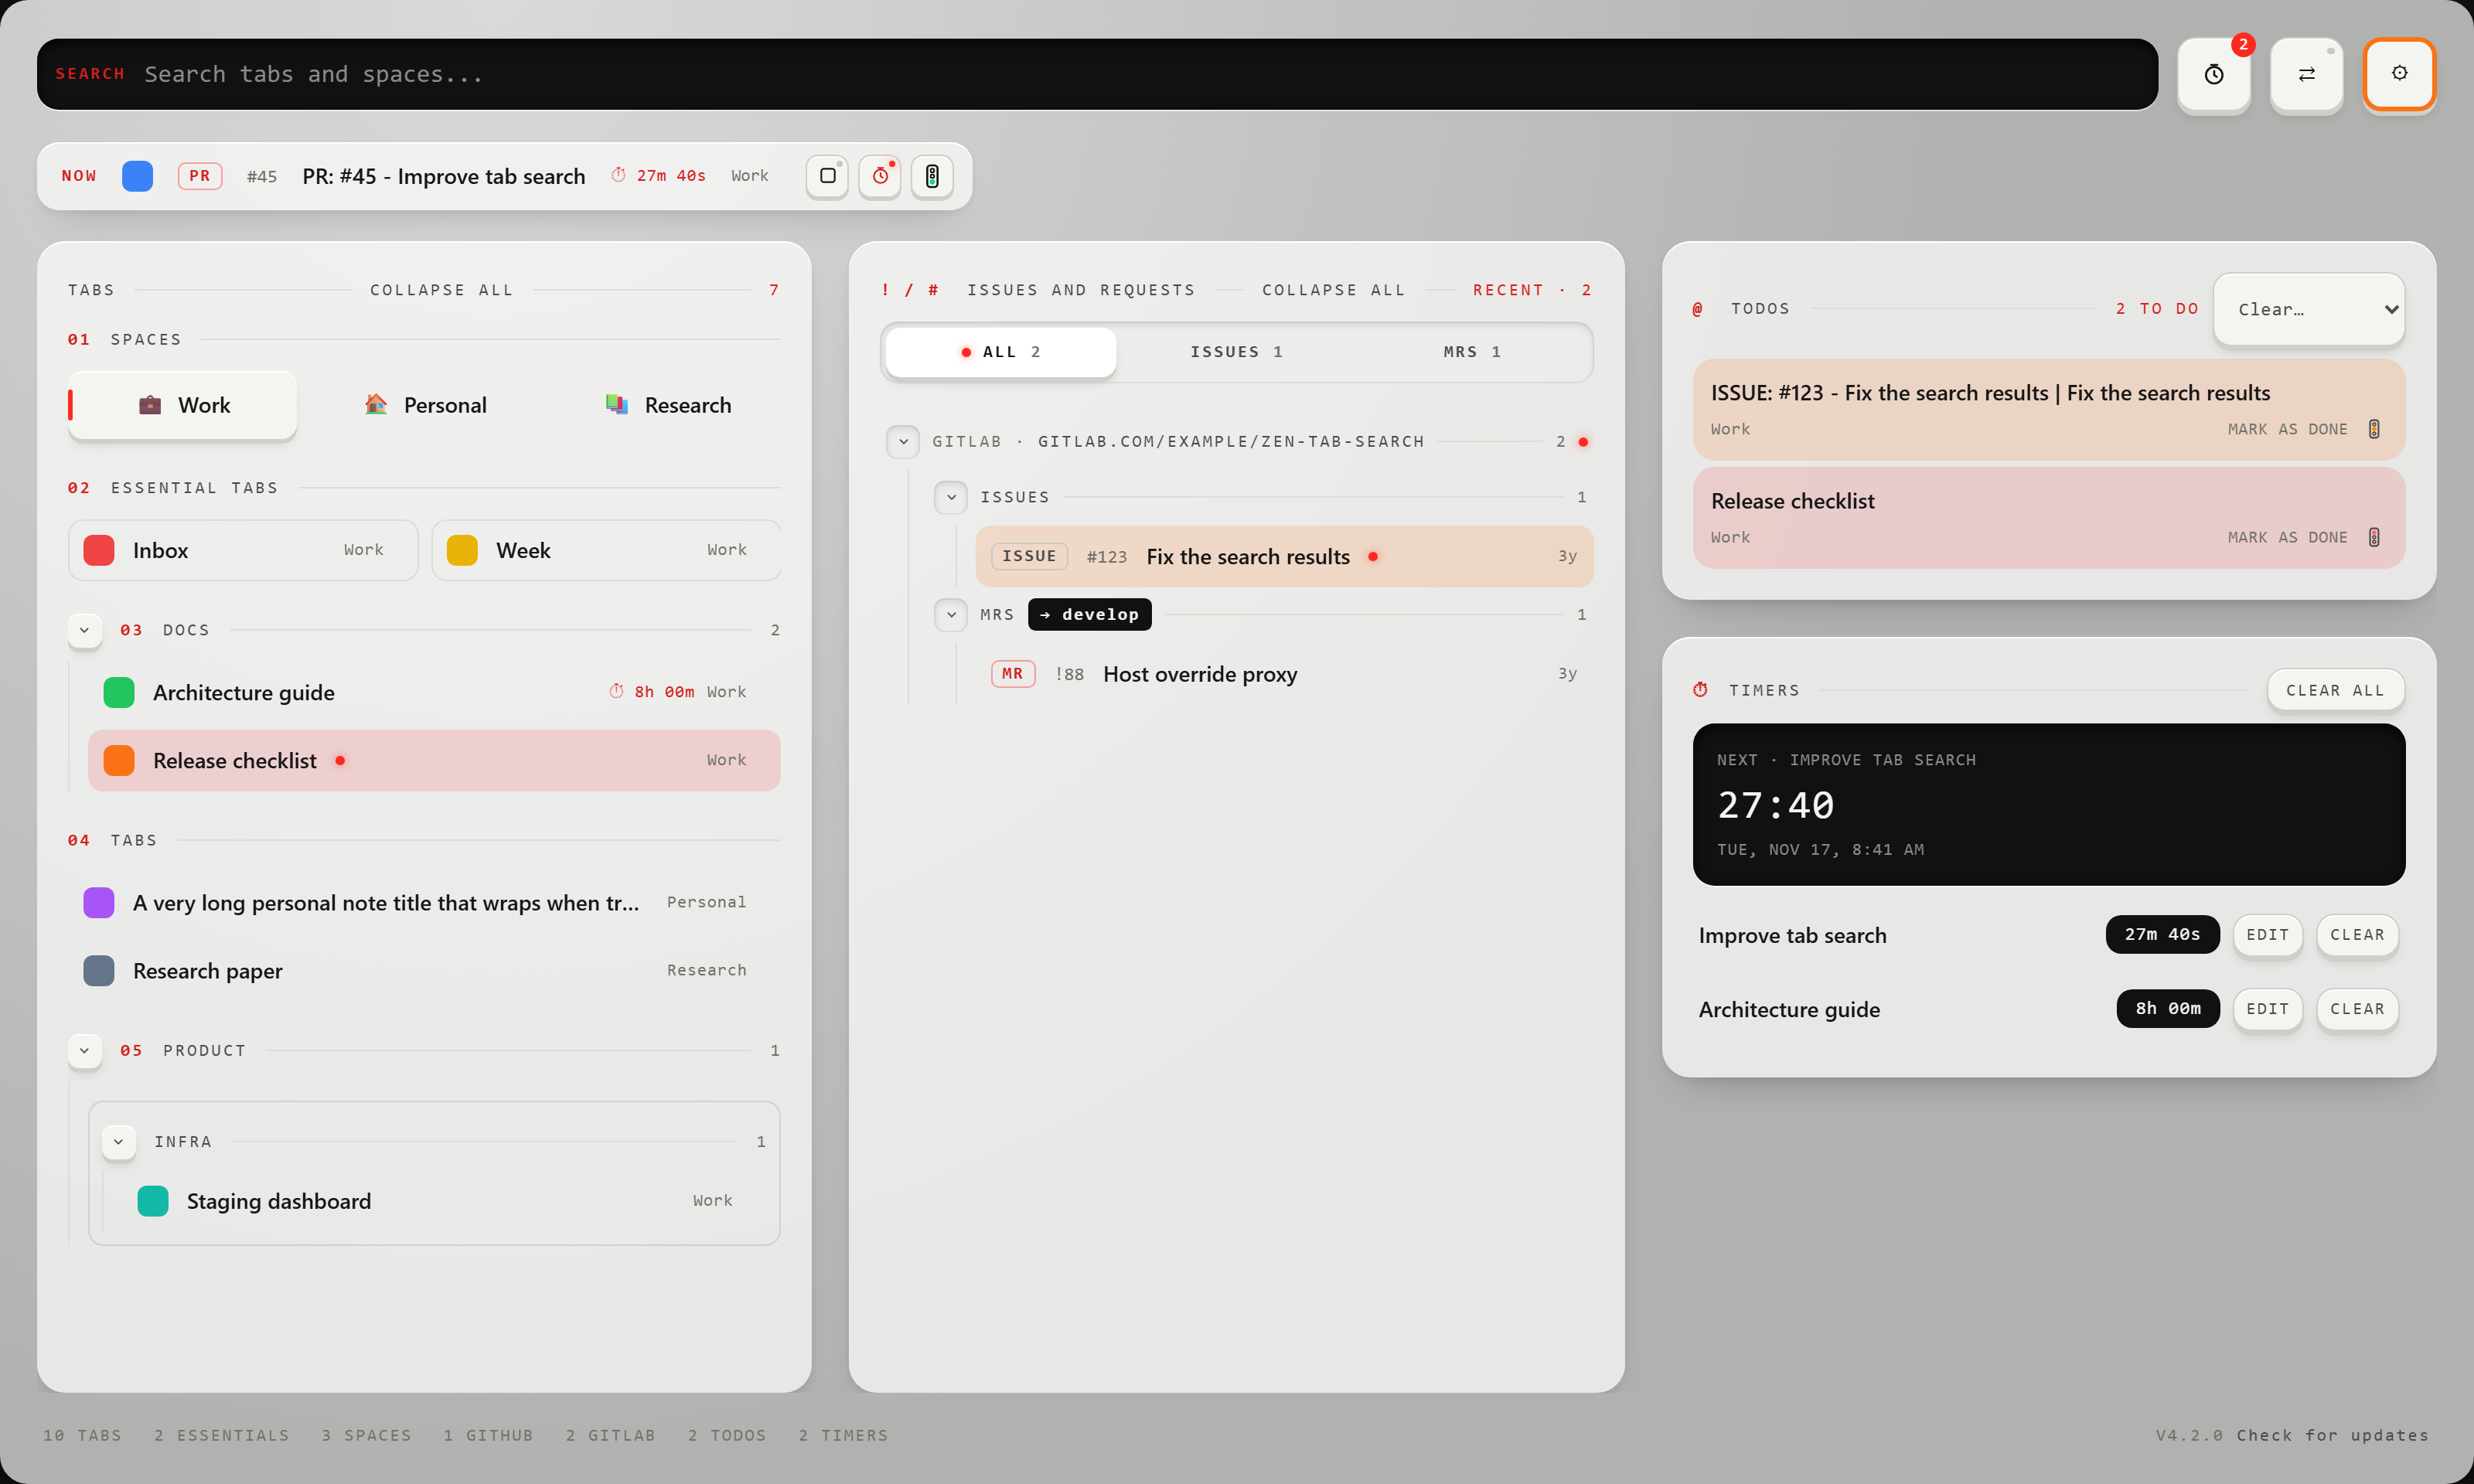 SEARCH Search tabs and spaces...
2
NOW PR #45 PR: #45 - Improve tab search ⏱ 27m 40s Work
TABS COLLAPSE ALL 7
01 SPACES
💼 Work 🏠 Personal 📚 Research
02 ESSENTIAL TABS
Inbox Work Week Work
03 DOCS 2
Architecture guide ⏱ 8h 00m Work
Release checklist Work
04 TABS
A very long personal note title that wraps when tr… Personal
Research paper Research
05 PRODUCT 1
INFRA 1
Staging dashboard Work
! / # ISSUES AND REQUESTS COLLAPSE ALL RECENT · 2
ALL 2 ISSUES 1 MRS 1
GITLAB · GITLAB.COM/EXAMPLE/ZEN-TAB-SEARCH 2
ISSUES 1
ISSUE #123 Fix the search results 3y
MRS → develop 1
MR !88 Host override proxy 3y
@ TODOS 2 TO DO Clear…
ISSUE: #123 - Fix the search results | Fix the search results
Work MARK AS DONE
Release checklist
Work MARK AS DONE
⏱ TIMERS CLEAR ALL
NEXT · IMPROVE TAB SEARCH
27:40
TUE, NOV 17, 8:41 AM
Improve tab search 27m 40s EDIT CLEAR
Architecture guide 8h 00m EDIT CLEAR
10 TABS 2 ESSENTIALS 3 SPACES 1 GITHUB 2 GITLAB 2 TODOS 2 TIMERS
V4.2.0 Check for updates